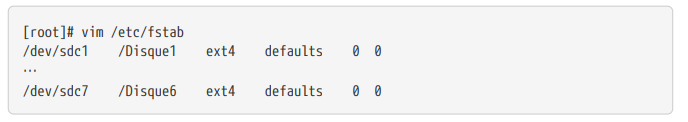 [root]# vim /etc/fstab
/dev/sdc1    /Disque1    ext4    defaults    0  0
...
/dev/sdc7    /Disque6    ext4    defaults    0  0